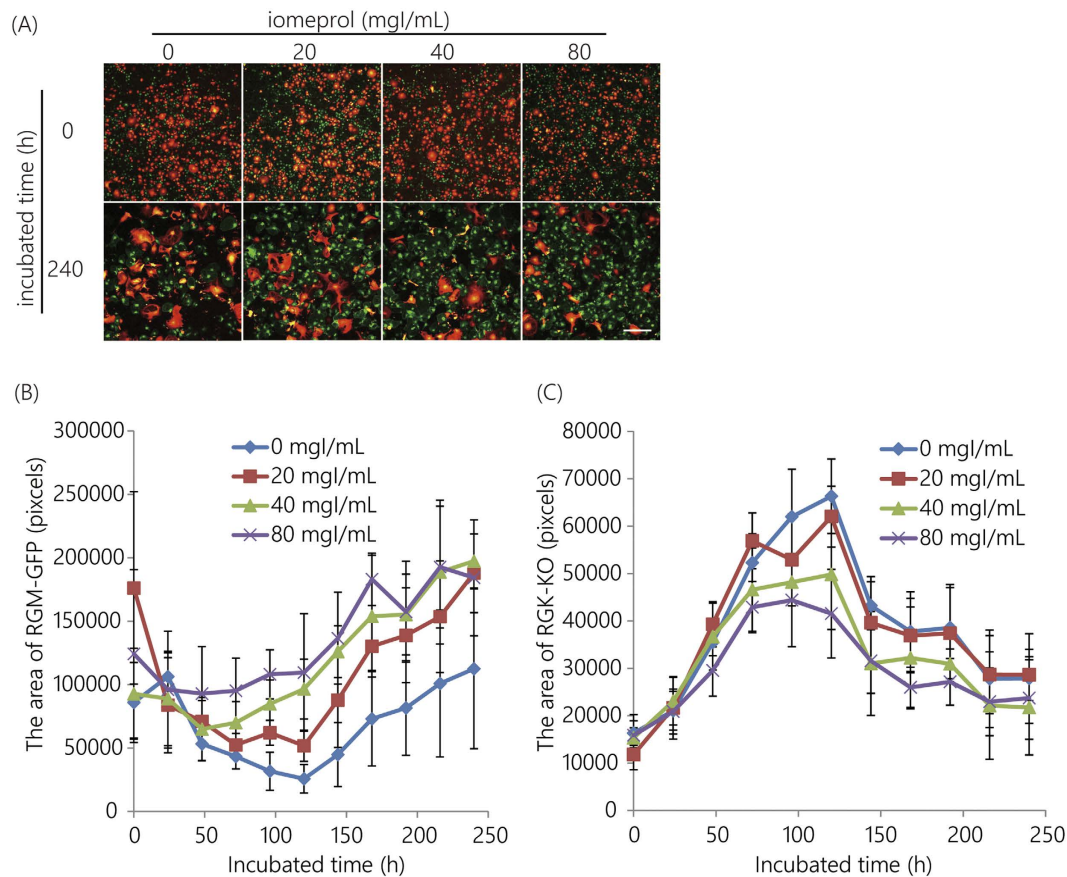 (A)
iomeprol (mgI/mL)
0 20 40 80
incubated time (h)
0
240
(B)
The area of RGM-GFP (pixcels)
300000
250000
200000
150000
100000
50000
0
0 mgI/mL
20 mgI/mL
40 mgI/mL
80 mgI/mL
0 50 100 150 200 250
Incubated time (h)
(C)
The area of RGK-KO (pixcels)
80000
70000
60000
50000
40000
30000
20000
10000
0
0 mgI/mL
20 mgI/mL
40 mgI/mL
80 mgI/mL
0 50 100 150 200 250
Incubated time (h)